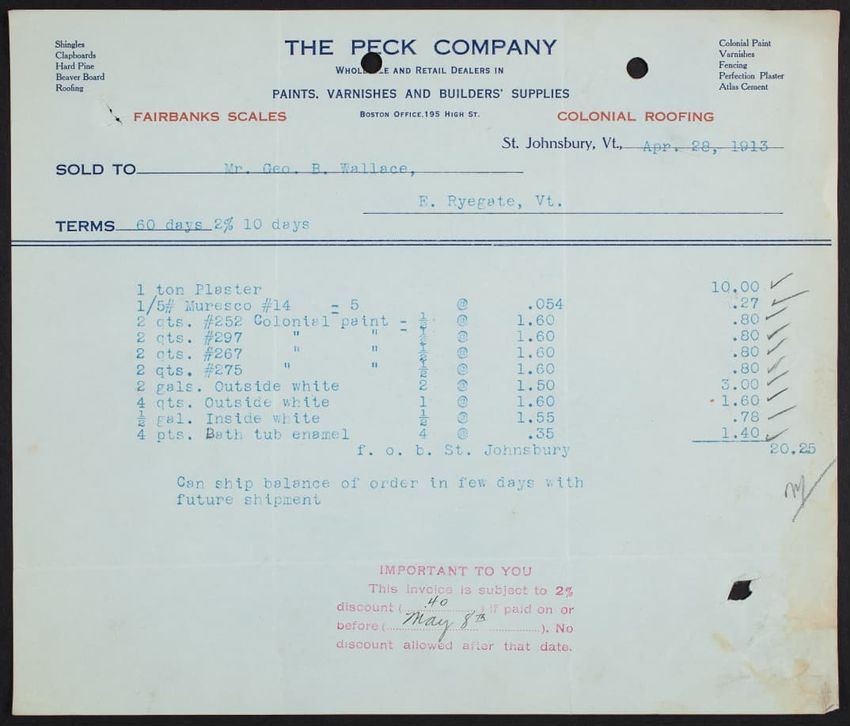 Shingles
Clapboards
Hard Pine
Beaver Board
Roofing
THE PECK COMPANY
AND RETAIL DEALERS IN
PAINTS, VARNISHES AND BUILDERS' SUPPLIES
BOSTON OFFICE, 195 HIGH ST.
Colonial Paint
Varnishes
Fencing
Perfection Plaster
Atlas Cement
FAIRBANKS SCALES
COLONIAL ROOFING
St. Johnsbury, Vt., Apr. 28, 1913
SOLD TO Mr. Geo. B. Wallace,
E. Ryegate, Vt.
TERMS 60 days 2% 10 days
1 ton Plaster 10.00
1/5# Muresco #14 - 5 @ .054 .27
2 qts. #252 Colonial paint - ½ @ 1.60 .80
2 qts. #297 " " ½ @ 1.60 .80
2 qts. #267 " " ½ @ 1.60 .80
2 qts. #275 " " ½ @ 1.60 .80
2 gals. Outside white 2 @ 1.50 3.00
4 qts. Outside white 1 @ 1.60 1.60
½ gal. Inside white ½ @ 1.55 .78
4 pts. Bath tub enamel 4 @ .35 1.40
f. o. b. St. Johnsbury 20.25
Can ship balance of order in few days with
future shipment
IMPORTANT TO YOU
This invoice is subject to 2%
discount ( .40 ) if paid on or
before ( May 8th ). No
discount allowed after that date.